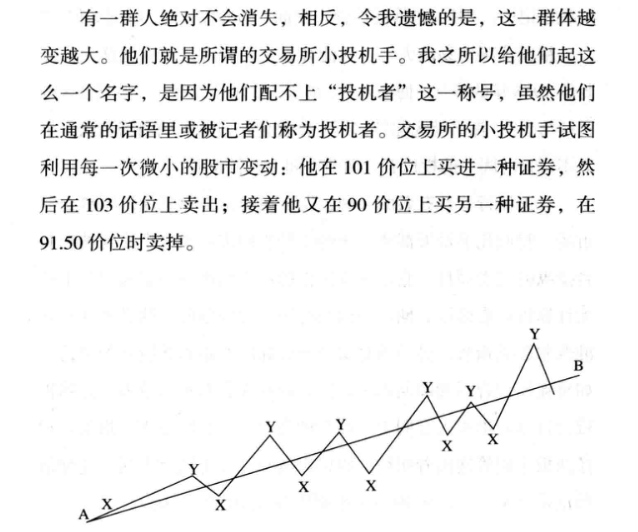 有一群人绝对不会消失，相反，令我遗憾的是，这一群体越
变越大。他们就是所谓的交易所小投机手。我之所以给他们起这
么一个名字，是因为他们配不上“投机者”这一称号，虽然他们
在通常的话语里或被记者们称为投机者。交易所的小投机手试图
利用每一次微小的股市变动：他在 101 价位上买进一种证券，然
后在 103 价位上卖出；接着他又在 90 价位上买另一种证券，在
91.50 价位时卖掉。
Y
B
Y
Y
Y
Y
X
X
Y
X
X
X
X
A